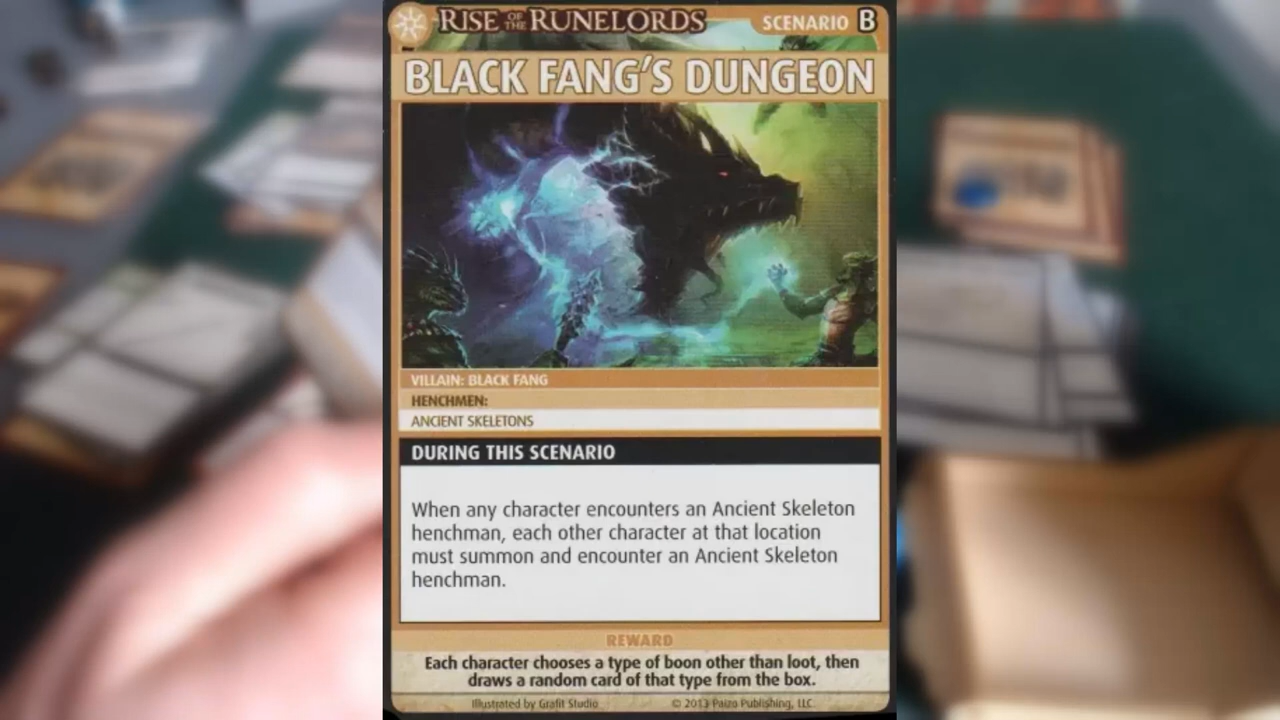 RISE OF THE RUNELORDS
SCENARIO B
BLACK FANG'S DUNGEON
VILLAIN: BLACK FANG
HENCHMEN:
ANCIENT SKELETONS
DURING THIS SCENARIO
When any character encounters an Ancient Skeleton
henchman, each other character at that location
must summon and encounter an Ancient Skeleton
henchman.
REWARD
Each character chooses a type of boon other than loot, then
draws a random card of that type from the box.
Illustrated by Grafit Studio
© 2013 Paizo Publishing, LLC